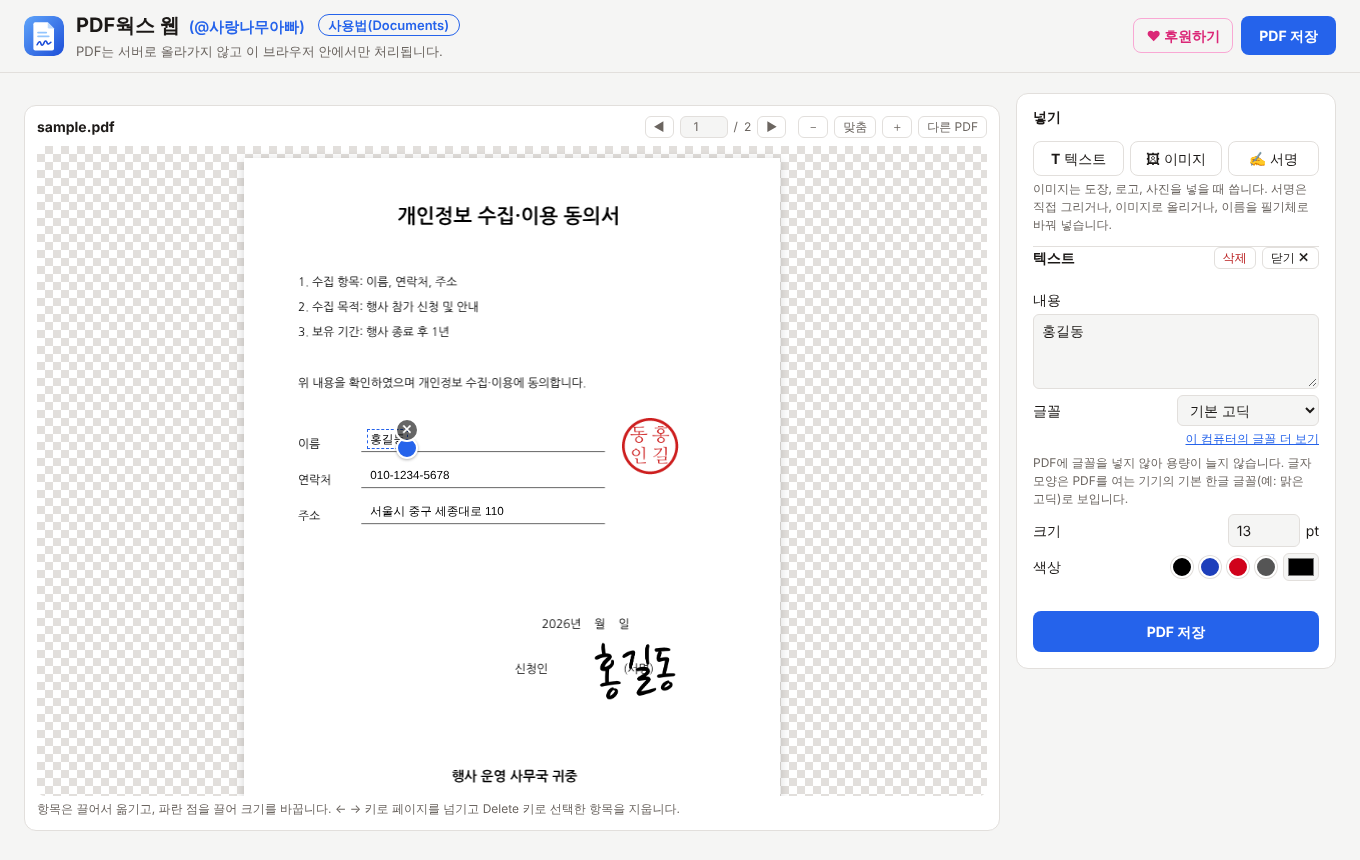 PDF웍스 웹 (@사랑나무아빠) 사용법(Documents)
PDF는 서버로 올라가지 않고 이 브라우저 안에서만 처리됩니다.
♥ 후원하기
PDF 저장
sample.pdf
◀ 1 / 2 ▶ − 맞춤 + 다른 PDF
개인정보 수집·이용 동의서
1. 수집 항목: 이름, 연락처, 주소
2. 수집 목적: 행사 참가 신청 및 안내
3. 보유 기간: 행사 종료 후 1년
위 내용을 확인하였으며 개인정보 수집·이용에 동의합니다.
이름 홍길동
동홍
인길
연락처 010-1234-5678
주소 서울시 중구 세종대로 110
2026년 월 일
신청인 홍길동 (서명)
행사 운영 사무국 귀중
항목은 끌어서 옮기고, 파란 점을 끌어 크기를 바꿉니다. ← → 키로 페이지를 넘기고 Delete 키로 선택한 항목을 지웁니다.
넣기
T 텍스트
🖼 이미지
✍ 서명
이미지는 도장, 로고, 사진을 넣을 때 씁니다. 서명은
직접 그리거나, 이미지로 올리거나, 이름을 필기체로
바꿔 넣습니다.
텍스트 삭제 닫기 ✕
내용
홍길동
글꼴 기본 고딕
이 컴퓨터의 글꼴 더 보기
PDF에 글꼴을 넣지 않아 용량이 늘지 않습니다. 글자
모양은 PDF를 여는 기기의 기본 한글 글꼴(예: 맑은
고딕)로 보입니다.
크기 13 pt
색상
PDF 저장